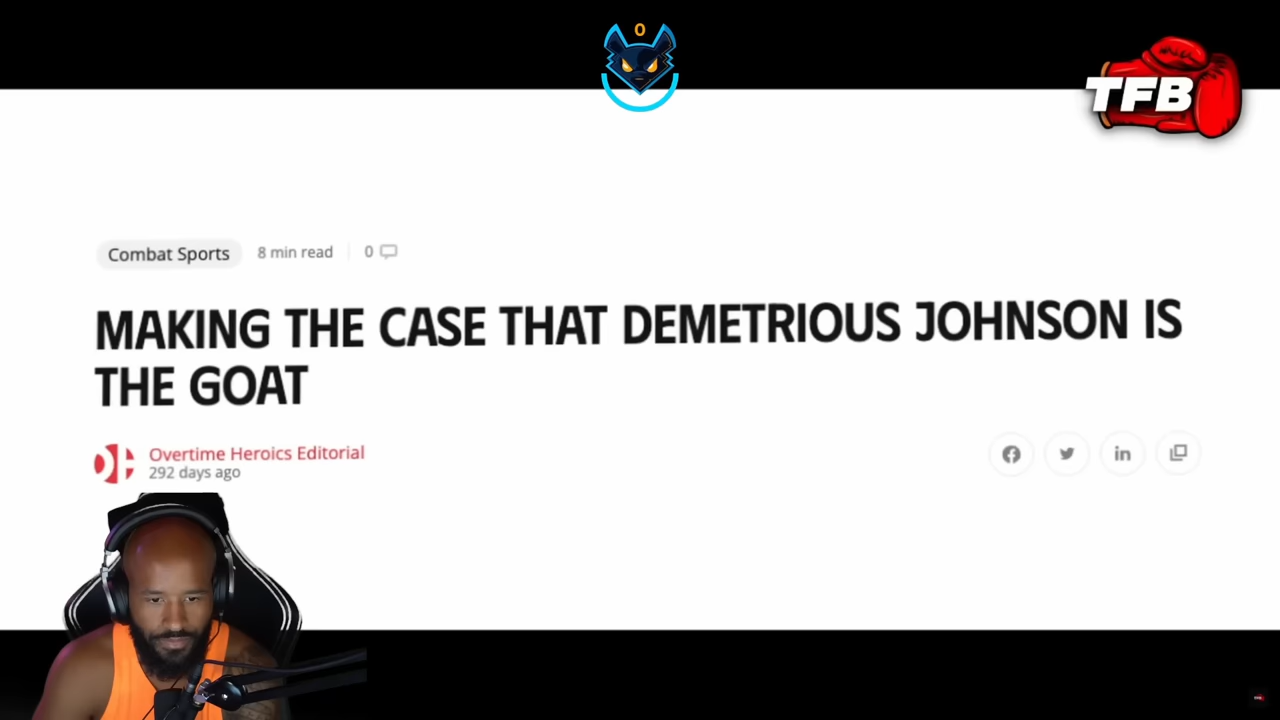 0
TFB
Combat Sports 8 min read 0
MAKING THE CASE THAT DEMETRIOUS JOHNSON IS
THE GOAT
Overtime Heroics Editorial
292 days ago